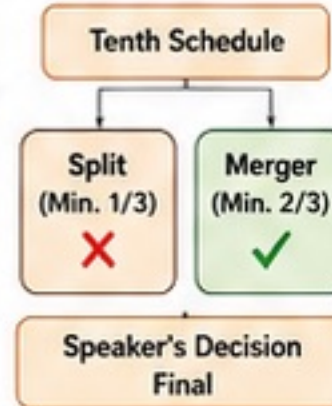 Tenth Schedule
Split
(Min. 1/3)
Merger
(Min. 2/3)
Speaker's Decision
Final